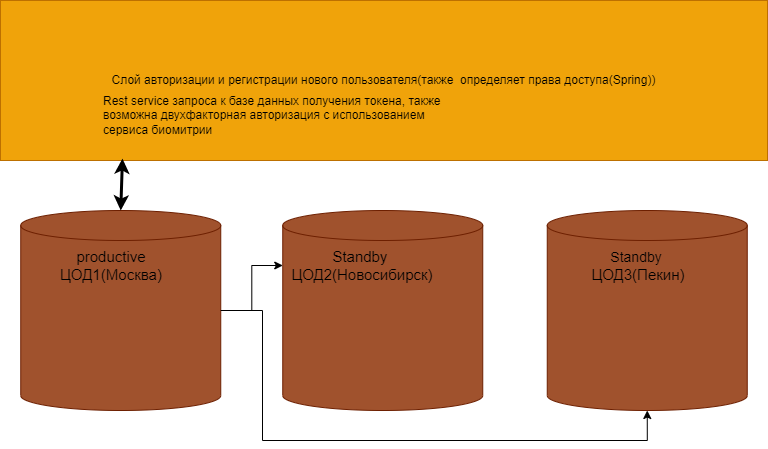 Слой авторизации и регистрации нового пользователя(также определяет права доступа(Spring))
Rest service запроса к базе данных получения токена, также
возможна двухфакторная авторизация с использованием
сервиса биомитрии
productive
ЦОД1(Москва)
Standby
ЦОД2(Новосибирск)
Standby
ЦОД3(Пекин)